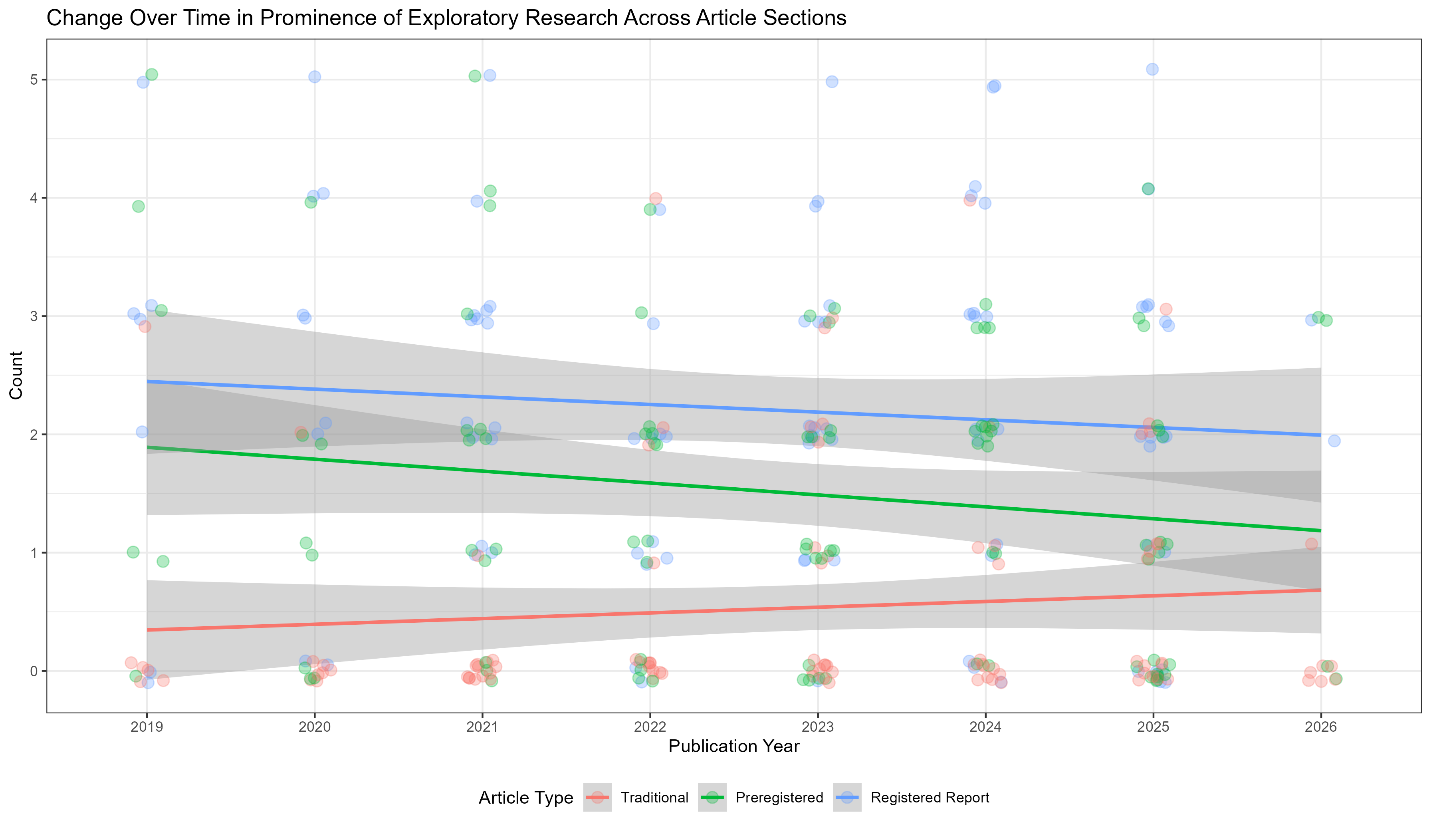 Change Over Time in Prominence of Exploratory Research Across Article Sections
5
4
3
2
1
0
Count
2019 2020 2021 2022 2023 2024 2025 2026
Publication Year
Article Type Traditional Preregistered Registered Report